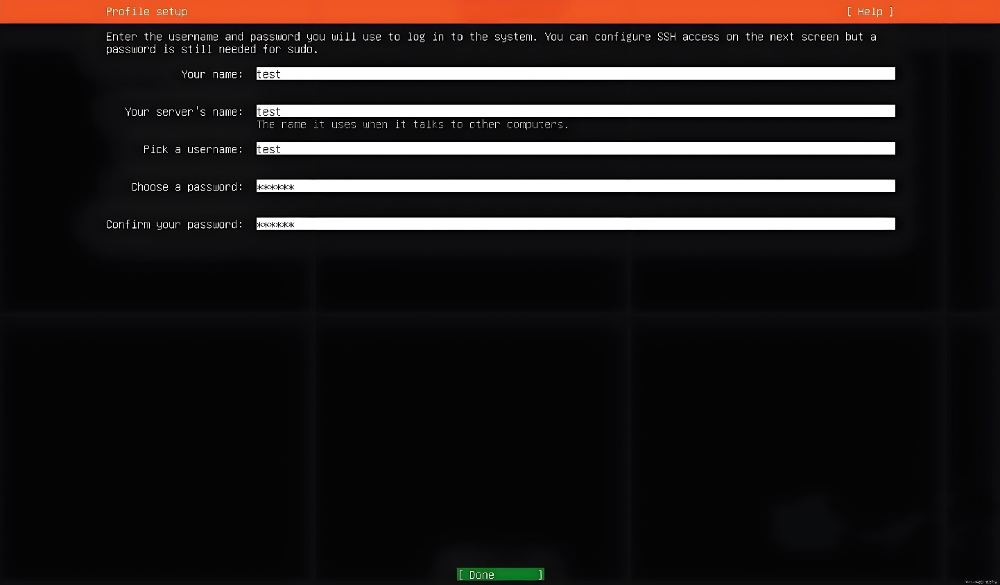 Profile setup [ Help ]
Enter the username and password you will use to log in to the system. You can configure SSH access on the next screen but a
password is still needed for sudo.
Your name: test
Your server's name: test
The name it uses when it talks to other computers.
Pick a username: test
Choose a password: ******
Confirm your password: ******
[ Done ]